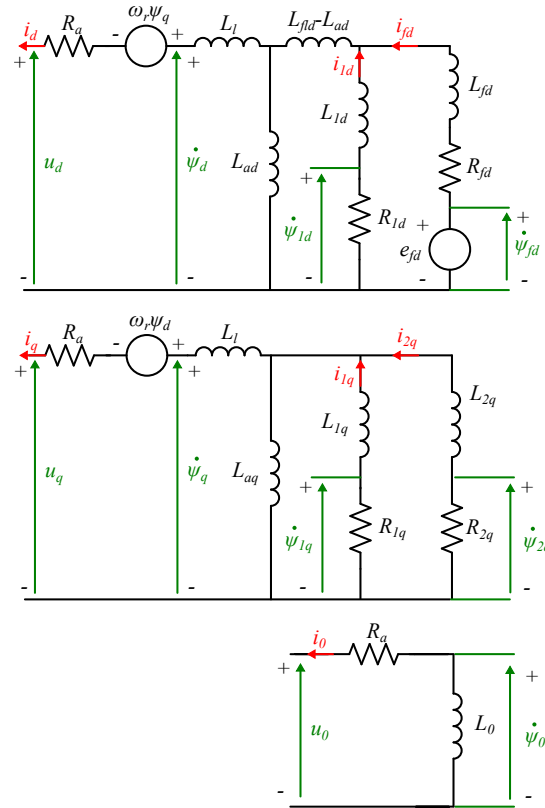 i_d R_a ω_rψ_q L_l L_fld-L_ad i_fd
+ - + +
L_1d L_fd
u_d ψ̇_d L_ad i_1d
+ R_fd
ψ̇_1d R_1d + +
e_fd ψ̇_fd
- - - - -
i_q R_a ω_rψ_d L_l i_2q
+ - + +
i_1q L_2q
L_1q
u_q ψ̇_q L_aq + +
ψ̇_1q R_1q R_2q ψ̇_2
- - - -
i_0 R_a
+ +
u_0 L_0 ψ̇_0
- -